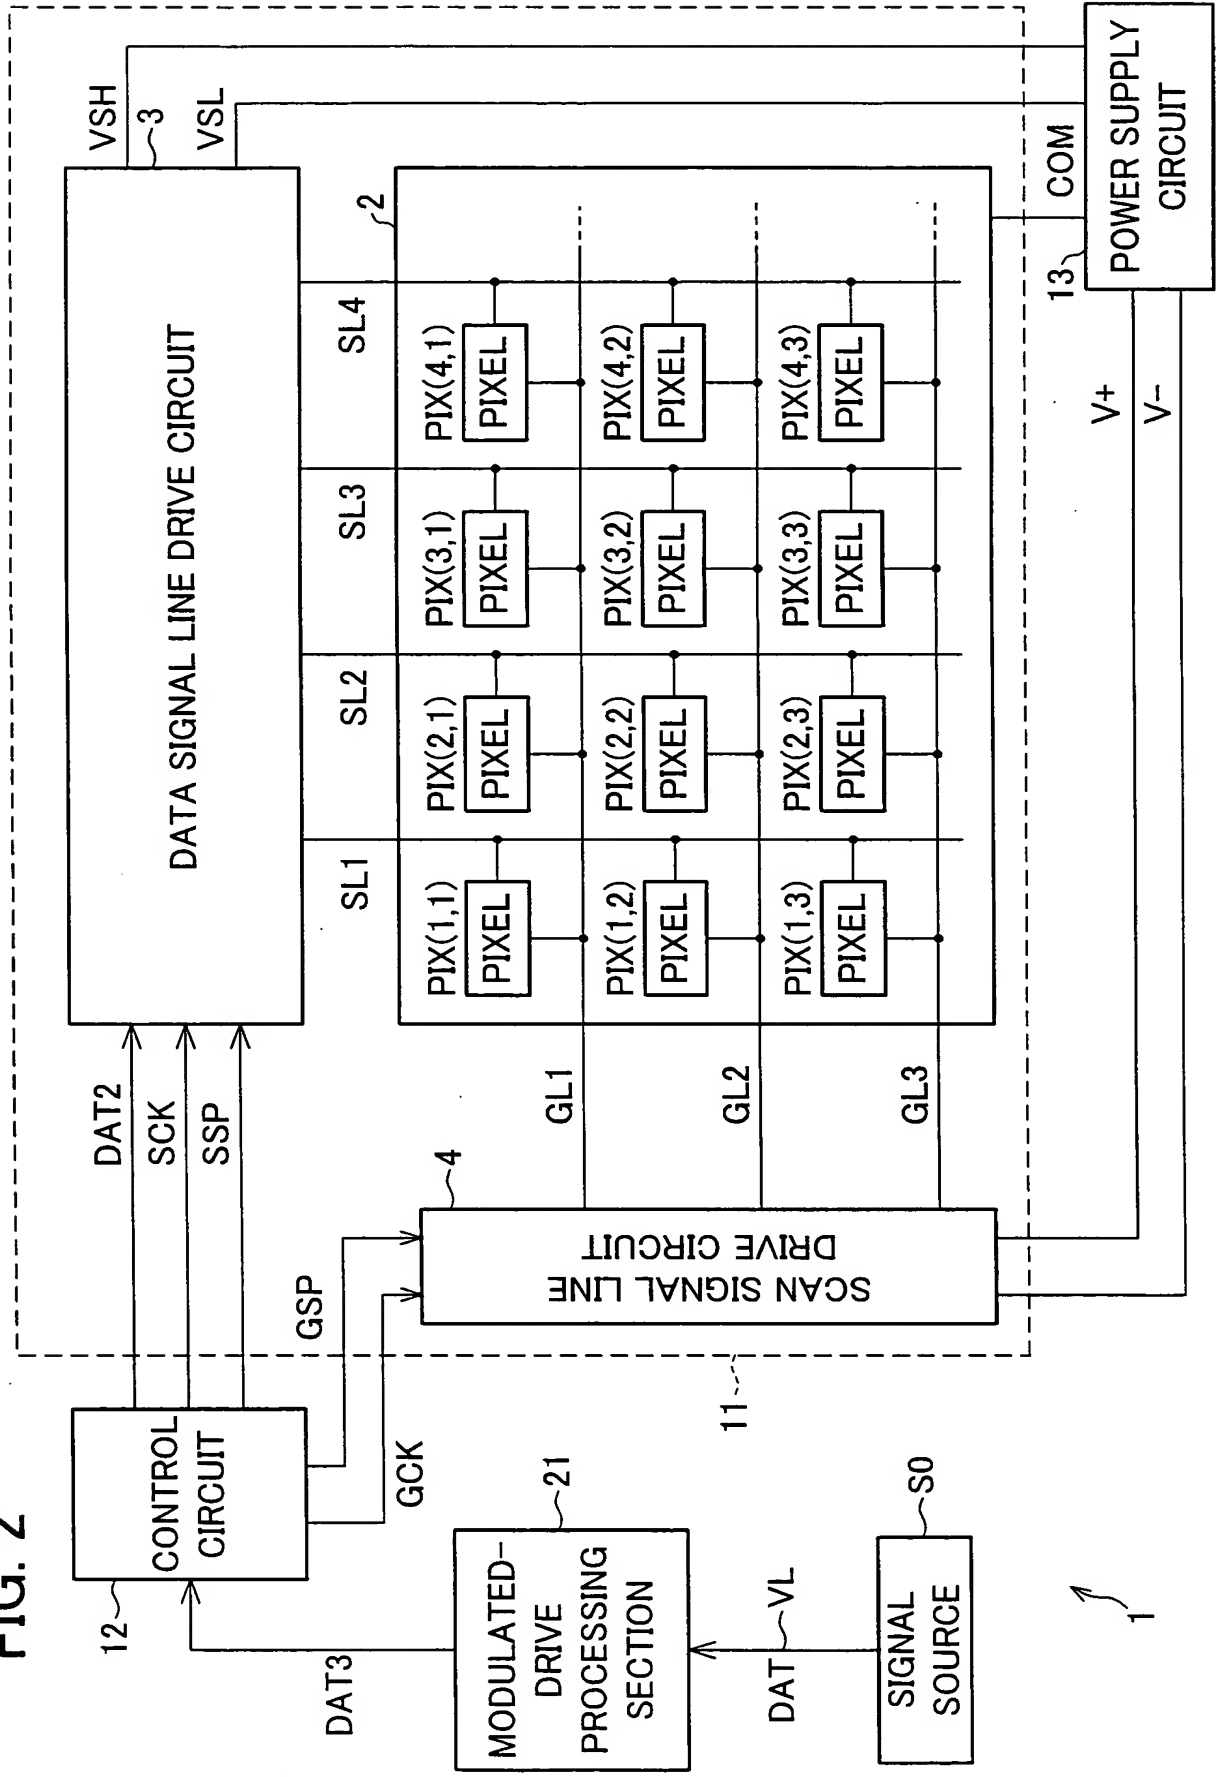 FIG. 2
CONTROL
CIRCUIT
12
DAT2
SCK
SSP
DATA SIGNAL LINE DRIVE CIRCUIT
VSH
3
VSL
GSP
GCK
SL1
SL2
SL3
SL4
2
DAT3
MODULATED-
DRIVE
PROCESSING
SECTION
21
SCAN SIGNAL LINE
DRIVE CIRCUIT
4
GL1
GL2
GL3
PIX(1,1)
PIXEL
PIX(2,1)
PIXEL
PIX(3,1)
PIXEL
PIX(4,1)
PIXEL
PIX(1,2)
PIXEL
PIX(2,2)
PIXEL
PIX(3,2)
PIXEL
PIX(4,2)
PIXEL
PIX(1,3)
PIXEL
PIX(2,3)
PIXEL
PIX(3,3)
PIXEL
PIX(4,3)
PIXEL
11
DAT
VL
SIGNAL
SOURCE
S0
COM
13
POWER SUPPLY
CIRCUIT
V+
V-
1